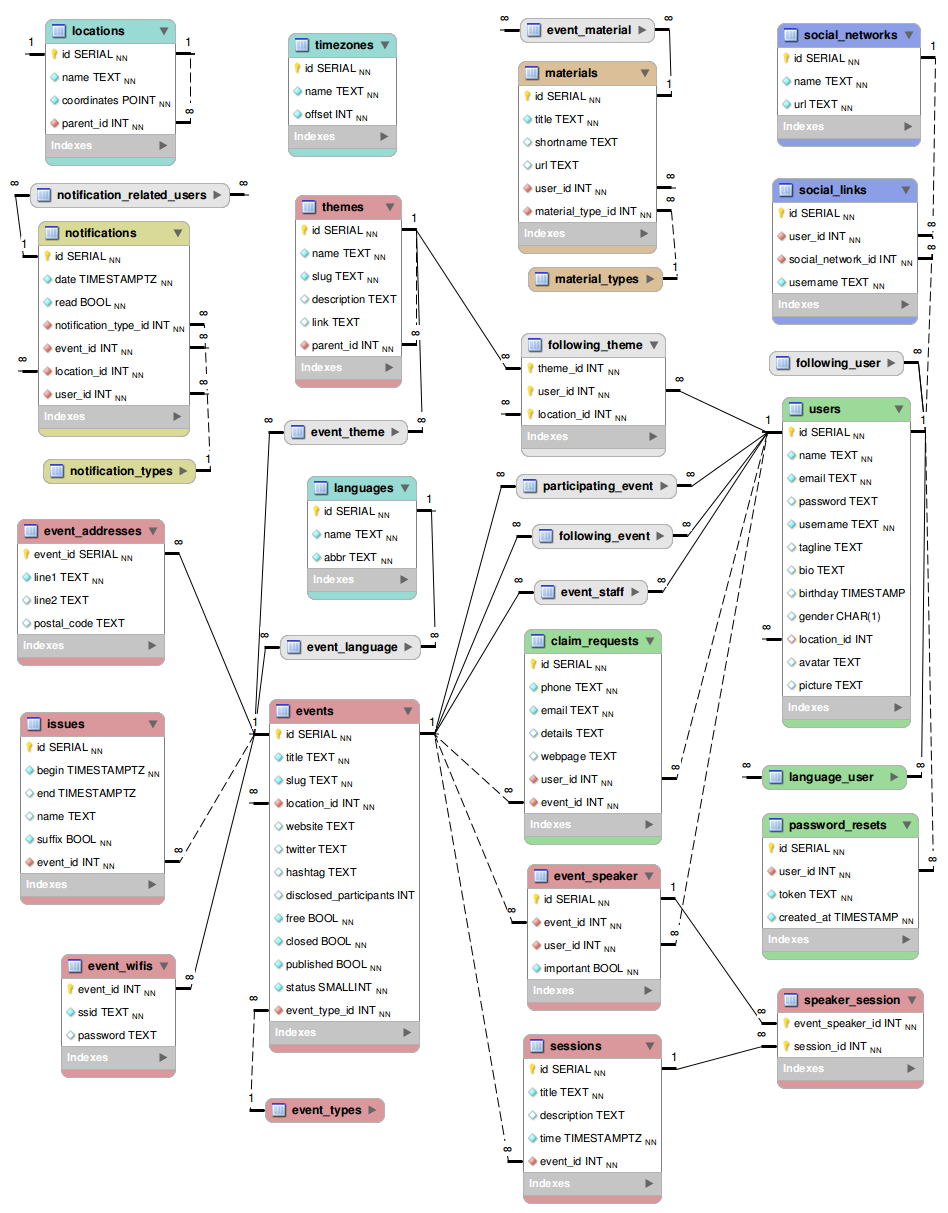 locations
id SERIAL NN
name TEXT NN
coordinates POINT NN
parent_id INT NN
Indexes
1
1
∞
timezones
id SERIAL NN
name TEXT NN
offset INT NN
Indexes
∞
event_material
∞
materials
id SERIAL NN
title TEXT NN
shortname TEXT
url TEXT
user_id INT NN
material_type_id INT NN
Indexes
1
∞
∞
material_types
1
social_networks
id SERIAL NN
name TEXT NN
url TEXT NN
Indexes
1
social_links
id SERIAL NN
user_id INT NN
social_network_id INT NN
username TEXT NN
Indexes
∞
∞
∞
notification_related_users
∞
notifications
id SERIAL NN
date TIMESTAMPTZ NN
read BOOL NN
notification_type_id INT NN
event_id INT NN
location_id INT NN
user_id INT NN
Indexes
1
∞
∞
∞
∞
notification_types
1
themes
id SERIAL NN
name TEXT NN
slug TEXT NN
description TEXT
link TEXT
parent_id INT NN
Indexes
1
∞
∞
event_theme
∞
following_theme
theme_id INT NN
user_id INT NN
location_id INT NN
Indexes
∞
∞
∞
following_user
∞
users
id SERIAL NN
name TEXT NN
email TEXT NN
password TEXT
username TEXT NN
tagline TEXT
bio TEXT
birthday TIMESTAMP
gender CHAR(1)
location_id INT
avatar TEXT
picture TEXT
Indexes
1
1
∞
languages
id SERIAL NN
name TEXT NN
abbr TEXT NN
Indexes
1
∞
event_language
∞
∞
participating_event
∞
∞
following_event
∞
∞
event_staff
∞
event_addresses
event_id SERIAL NN
line1 TEXT NN
line2 TEXT
postal_code TEXT
Indexes
∞
issues
id SERIAL NN
begin TIMESTAMPTZ NN
end TIMESTAMPTZ
name TEXT
suffix BOOL NN
event_id INT NN
Indexes
∞
event_wifis
event_id INT NN
ssid TEXT NN
password TEXT
Indexes
∞
events
id SERIAL NN
title TEXT NN
slug TEXT NN
location_id INT NN
website TEXT
twitter TEXT
hashtag TEXT
disclosed_participants INT
free BOOL NN
closed BOOL NN
published BOOL NN
status SMALLINT NN
event_type_id INT NN
Indexes
1
1
∞
∞
1
event_types
claim_requests
id SERIAL NN
phone TEXT NN
email TEXT NN
details TEXT
webpage TEXT
user_id INT NN
event_id INT NN
Indexes
∞
∞
event_speaker
id SERIAL NN
event_id INT NN
user_id INT NN
important BOOL NN
Indexes
1
∞
∞
sessions
id SERIAL NN
title TEXT NN
description TEXT
time TIMESTAMPTZ NN
event_id INT NN
Indexes
1
∞
∞
language_user
∞
password_resets
id SERIAL NN
user_id INT NN
token TEXT NN
created_at TIMESTAMP NN
Indexes
∞
speaker_session
event_speaker_id INT NN
session_id INT NN
Indexes
∞
∞